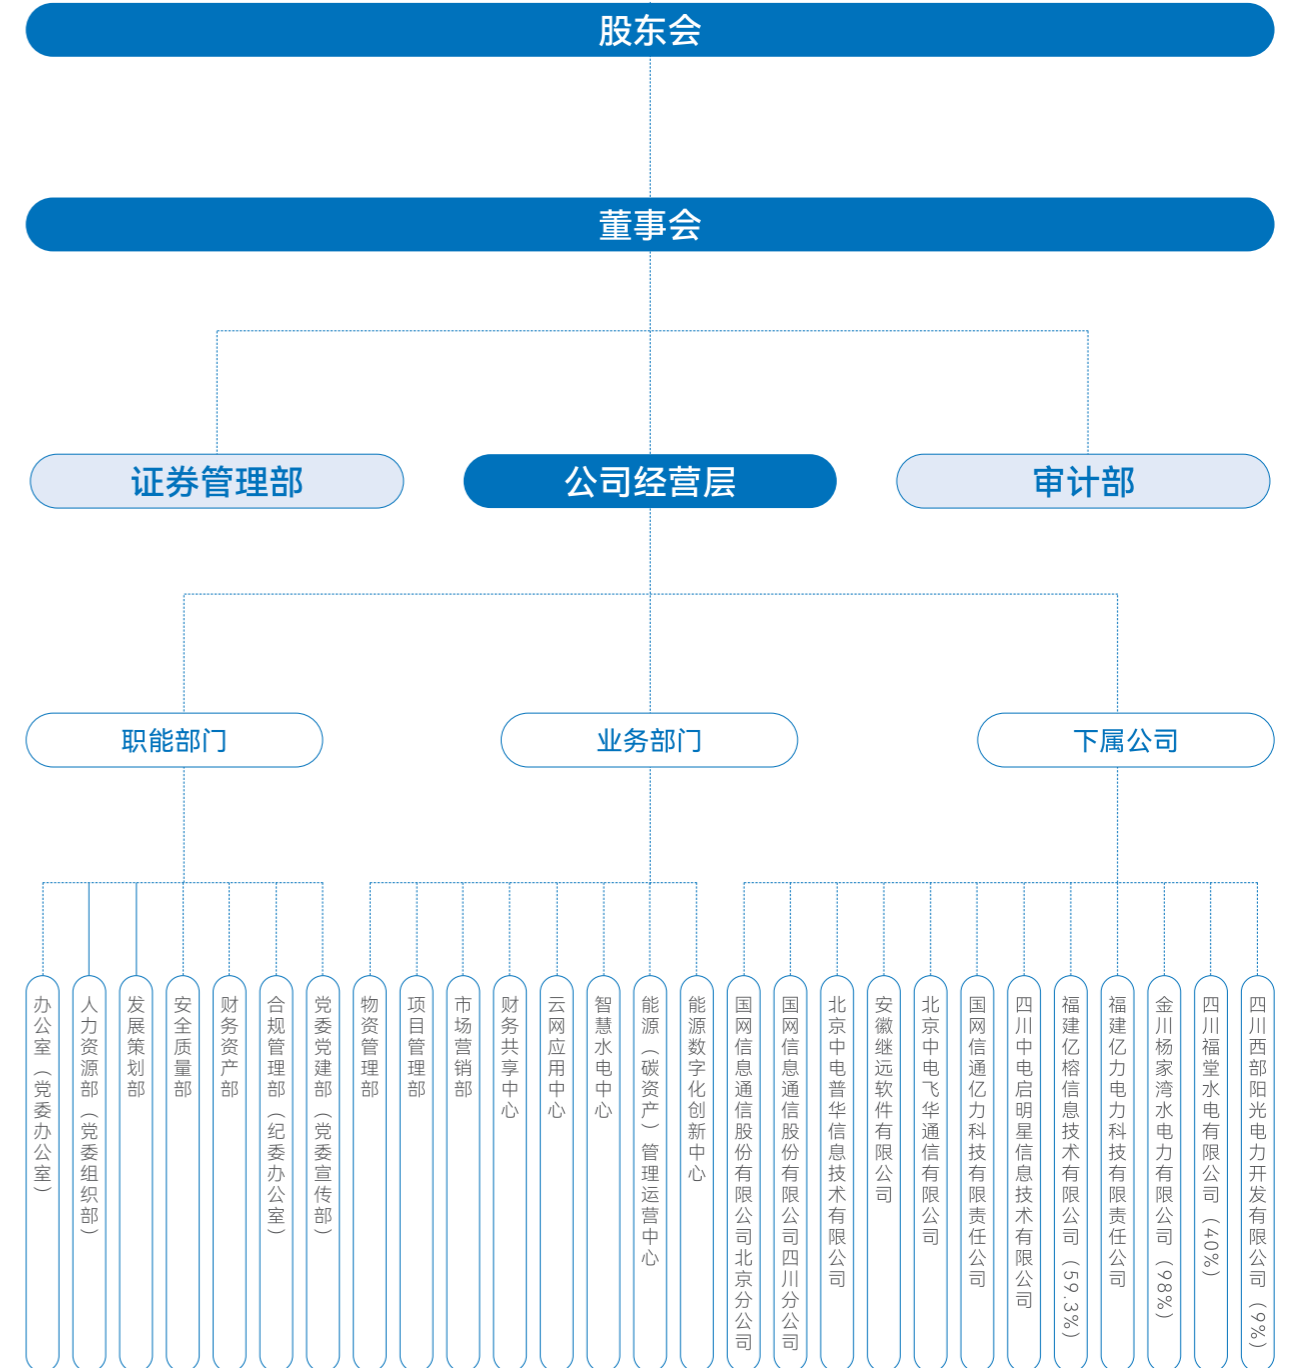 股东会
董事会
证券管理部
公司经营层
审计部
职能部门
业务部门
下属公司
办公室（党委办公室）
人力资源部（党委组织部）
发展策划部
安全质量部
财务资产部
合规管理部（纪委办公室）
党委党建部（党委宣传部）
物资管理部
项目管理部
市场营销部
财务共享中心
云网应用中心
智慧水电中心
能源（碳资产）管理运营中心
能源数字化创新中心
国网信息通信股份有限公司北京分公司
国网信息通信股份有限公司四川分公司
北京中电普华信息技术有限公司
安徽继远软件有限公司
北京中电飞华通信有限公司
国网信通亿力科技有限责任公司
四川中电启明星信息技术有限公司
福建亿榕信息技术有限公司（59.3%）
福建亿力电力科技有限责任公司
金川杨家湾水电力有限公司（98%）
四川福堂水电有限公司（40%）
四川西部阳光电力开发有限公司（9%）